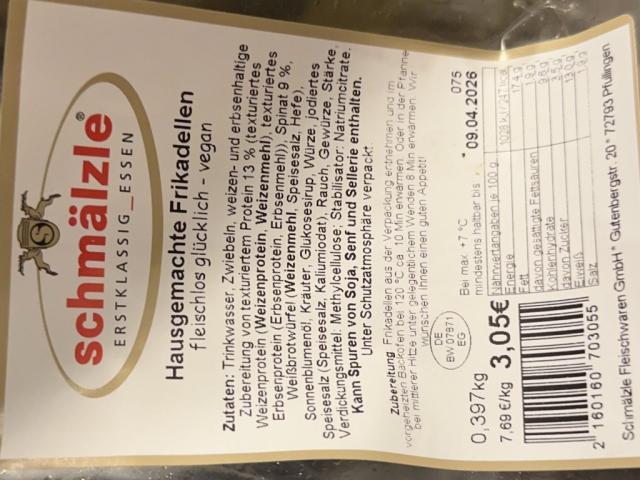 schmälzle®
ERSTKLASSIG_ESSEN
Hausgemachte Frikadellen
fleischlos glücklich - vegan
Zutaten: Trinkwasser, Zwiebeln, weizen- und erbsenhaltige
Zubereitung von texturiertem Protein 13 % (texturiertes
Weizenprotein (Weizenprotein, Weizenmehl), texturiertes
Erbsenprotein (Erbsenprotein, Erbsenmehl)), Spinat 9 %,
Weißbrotwürfel (Weizenmehl, Speisesalz, Hefe),
Sonnenblumenöl, Kräuter, Glukosesirup, Würze, jodiertes
Speisesalz (Speisesalz, Kaliumiodat), Rauch, Gewürze, Stärke,
Verdickungsmittel: Methylcellulose; Stabilisator: Natriumcitrate.
Kann Spuren von Soja, Senf und Sellerie enthalten.
Unter Schutzatmosphäre verpackt.
Zubereitung: Frikadellen aus der Verpackung entnehmen und im
vorgeheizten Backofen bei 120 °C ca. 10 Min erwärmen. Oder in der Pfanne
bei mittlerer Hitze unter gelegentlichem Wenden 8 Min erwärmen. Wir
wünschen Ihnen einen guten Appetit!
DE
BW 07971
EG
Bei max. +7 °C
075
mindestens haltbar bis
09.04.2026
0,397kg
7,69 €/kg
3,05€
Nährwertangaben je 100 g
Energie
Fett 17,4 g
davon gesättigte Fettsäuren
Kohlenhydrate
davon Zucker
Eiweiß
Salz
2 160160 703055
Schmälzle Fleischwaren GmbH * Gutenbergstr. 20 * 72793 Pfullingen